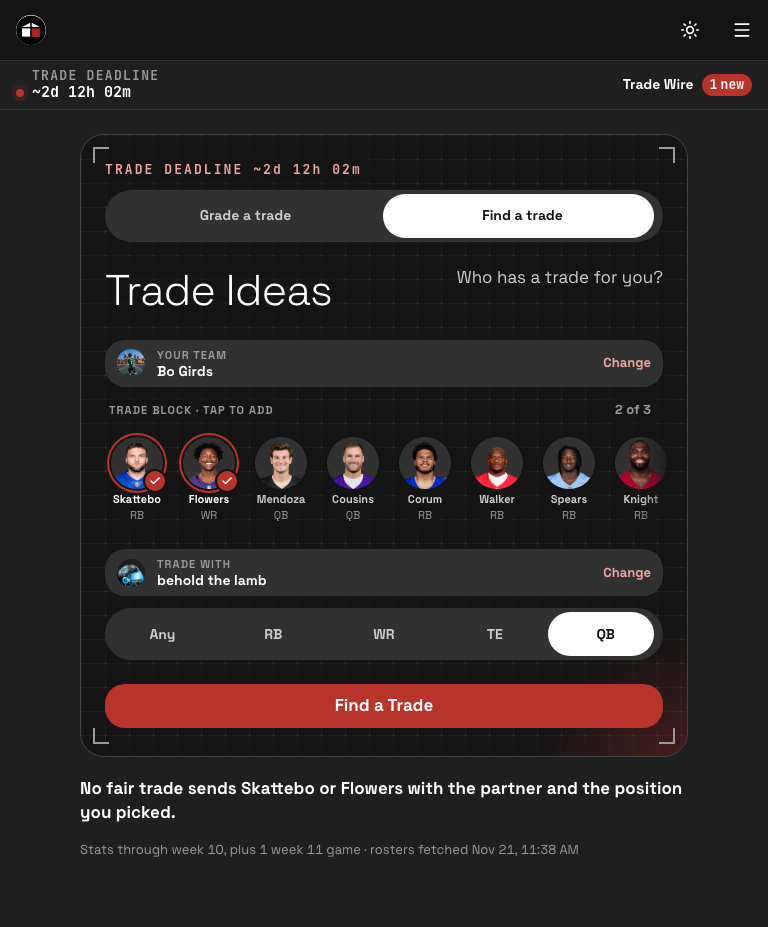 TRADE DEADLINE
~2d 12h 02m
Trade Wire 1 new
TRADE DEADLINE ~2d 12h 02m
Grade a trade Find a trade
Trade Ideas
Who has a trade for you?
YOUR TEAM
Bo Girds
Change
TRADE BLOCK · TAP TO ADD 2 of 3
Skattebo Flowers Mendoza Cousins Corum Walker Spears Knight
RB WR QB QB RB RB RB RB
TRADE WITH
behold the lamb
Change
Any RB WR TE QB
Find a Trade
No fair trade sends Skattebo or Flowers with the partner and the position
you picked.
Stats through week 10, plus 1 week 11 game · rosters fetched Nov 21, 11:38 AM